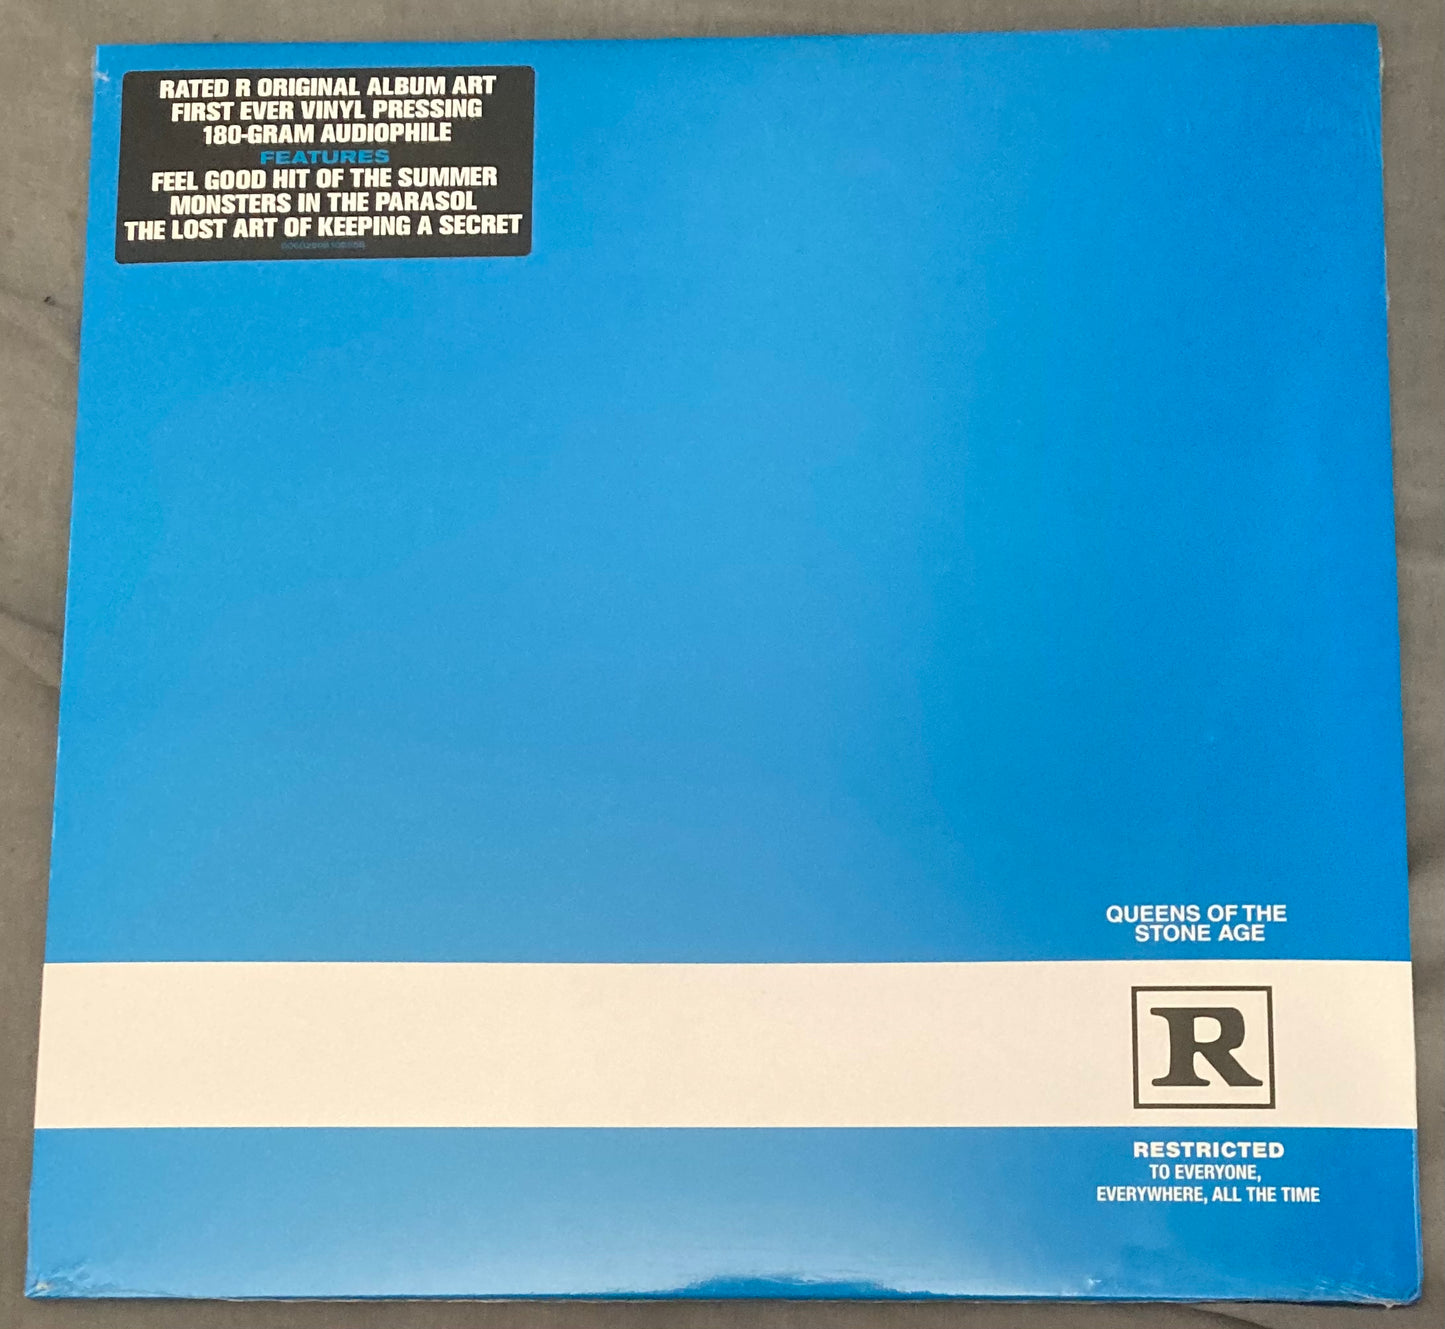 RATED R ORIGINAL ALBUM ART
FIRST EVER VINYL PRESSING
180-GRAM AUDIOPHILE
FEATURES
FEEL GOOD HIT OF THE SUMMER
MONSTERS IN THE PARASOL
THE LOST ART OF KEEPING A SECRET
QUEENS OF THE
STONE AGE
R
RESTRICTED
TO EVERYONE,
EVERYWHERE, ALL THE TIME